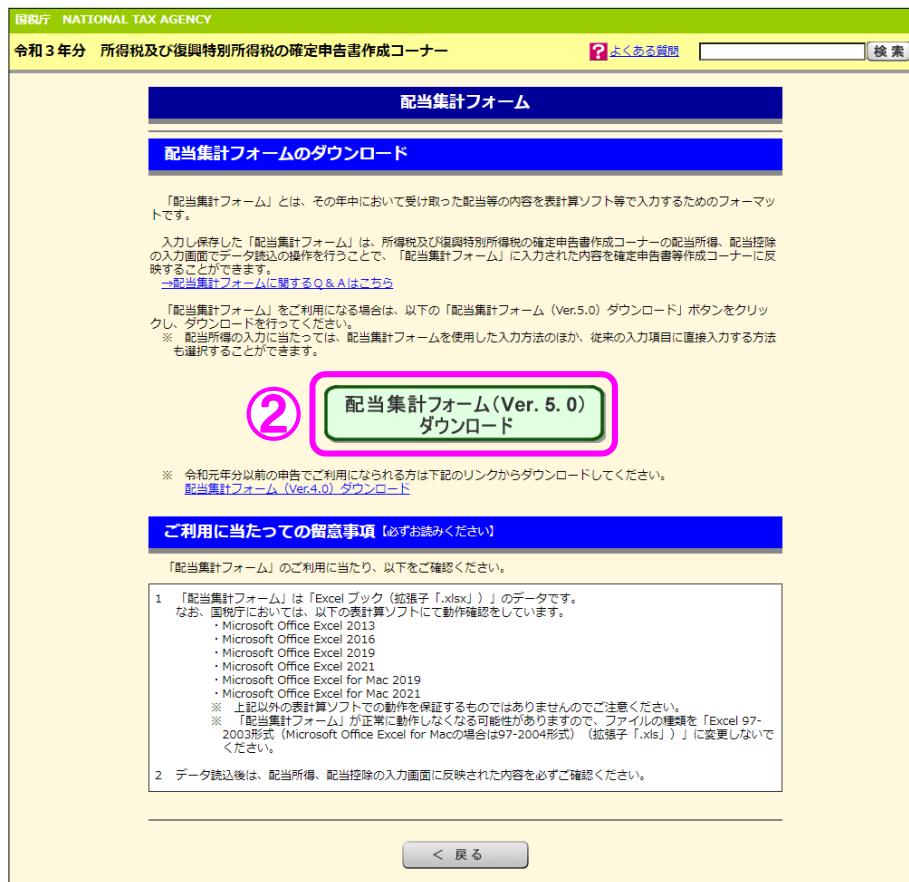 国税庁 NATIONAL TAX AGENCY
令和3年分 所得税及び復興特別所得税の確定申告書作成コーナー ? よくある質問 検索
配当集計フォーム
配当集計フォームのダウンロード
「配当集計フォーム」とは、その年中において受け取った配当等の内容を表計算ソフト等で入力するためのフォーマッ
トです。
入力し保存した「配当集計フォーム」は、所得税及び復興特別所得税の確定申告書作成コーナーの配当所得、配当控除
の入力画面でデータ読込の操作を行うことで、「配当集計フォーム」に入力された内容を確定申告書等作成コーナーに反
映することができます。
→配当集計フォームに関するQ&Aはこちら
「配当集計フォーム」をご利用になる場合は、以下の「配当集計フォーム(Ver.5.0)ダウンロード」ボタンをクリッ
クし、ダウンロードを行ってください。
※ 配当所得の入力に当たっては、配当集計フォームを使用した入力方法のほか、従来の入力項目に直接入力する方法
も選択することができます。
②
配当集計フォーム(Ver. 5. 0)
ダウンロード
※ 令和元年分以前の申告でご利用になられる方は下記のリンクからダウンロードしてください。
配当集計フォーム(Ver.4.0)ダウンロード
ご利用に当たっての留意事項【必ずお読みください】
「配当集計フォーム」のご利用に当たり、以下をご確認ください。
1 「配当集計フォーム」は「Excel ブック(拡張子「.xlsx」)」のデータです。
なお、国税庁においては、以下の表計算ソフトにて動作確認をしています。
・Microsoft Office Excel 2013
・Microsoft Office Excel 2016
・Microsoft Office Excel 2019
・Microsoft Office Excel 2021
・Microsoft Office Excel for Mac 2019
・Microsoft Office Excel for Mac 2021
※ 上記以外の表計算ソフトでの動作を保証するものではありませんのでご注意ください。
※ 「配当集計フォーム」が正常に動作しなくなる可能性がありますので、ファイルの種類を「Excel 97-
2003形式(Microsoft Office Excel for Macの場合は97-2004形式)(拡張子「.xls」)」に変更しないで
ください。
2 データ読込後は、配当所得、配当控除の入力画面に反映された内容を必ずご確認ください。
< 戻る